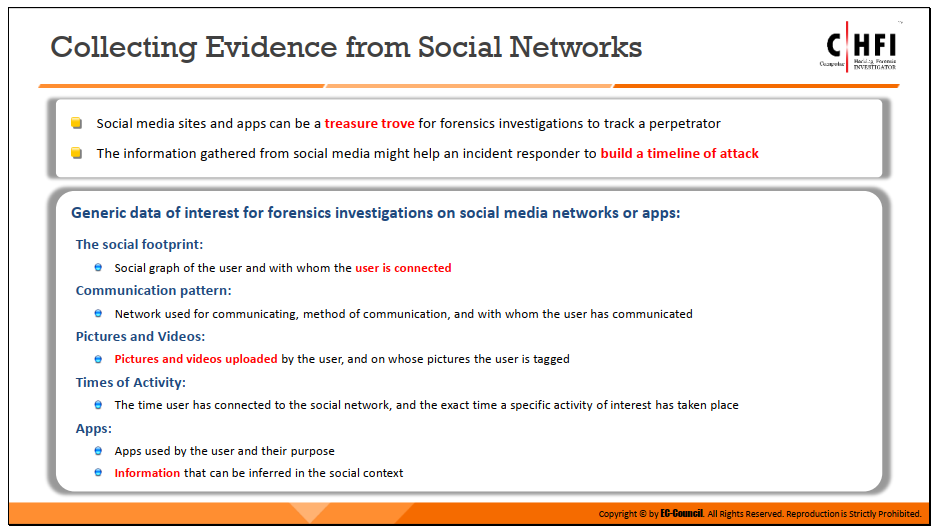 Collecting Evidence from Social Networks
CHFI
Computer Hacking Forensic
INVESTIGATOR
Social media sites and apps can be a treasure trove for forensics investigations to track a perpetrator
The information gathered from social media might help an incident responder to build a timeline of attack
Generic data of interest for forensics investigations on social media networks or apps:
The social footprint:
Social graph of the user and with whom the user is connected
Communication pattern:
Network used for communicating, method of communication, and with whom the user has communicated
Pictures and Videos:
Pictures and videos uploaded by the user, and on whose pictures the user is tagged
Times of Activity:
The time user has connected to the social network, and the exact time a specific activity of interest has taken place
Apps:
Apps used by the user and their purpose
Information that can be inferred in the social context
Copyright © by EC-Council. All Rights Reserved. Reproduction is Strictly Prohibited.